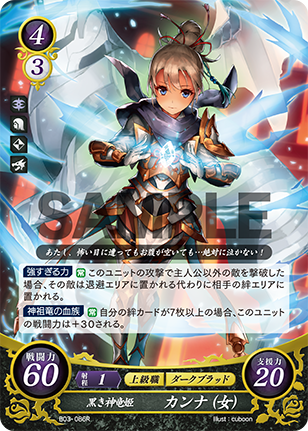 4
3
SAMPLE
あたし、怖い目に遭ってもお腹が空いても…絶対に泣かない!
強すぎる力 常 このユニットの攻撃で主人公以外の敵を撃破した
場合、その敵は退避エリアに置かれる代わりに相手の絆エリアに
置かれる。
神祖竜の血族 常 自分の絆カードが7枚以上の場合、このユニット
の戦闘力は+30される。
戦闘力 60
射程 1 上級職 ダークブラッド
支援力 20
黒き神竜姫 カンナ(女)
B03-086R
Illust:cuboon